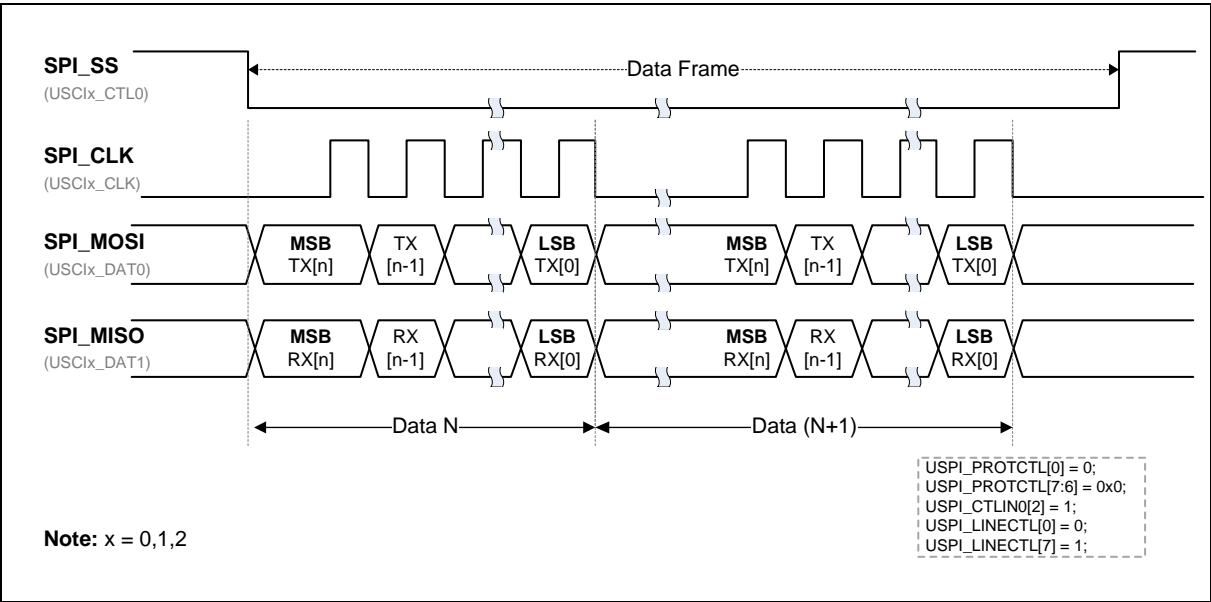 SPI_SS
(USCIx_CTL0)
Data Frame
SPI_CLK
(USCIx_CLK)
SPI_MOSI
(USCIx_DAT0)
MSB
TX[n]
TX
[n-1]
LSB
TX[0]
MSB
TX[n]
TX
[n-1]
LSB
TX[0]
SPI_MISO
(USCIx_DAT1)
MSB
RX[n]
RX
[n-1]
LSB
RX[0]
MSB
RX[n]
RX
[n-1]
LSB
RX[0]
Data N
Data (N+1)
USPI_PROTCTL[0] = 0;
USPI_PROTCTL[7:6] = 0x0;
USPI_CTLIN0[2] = 1;
USPI_LINECTL[0] = 0;
USPI_LINECTL[7] = 1;
Note: x = 0,1,2